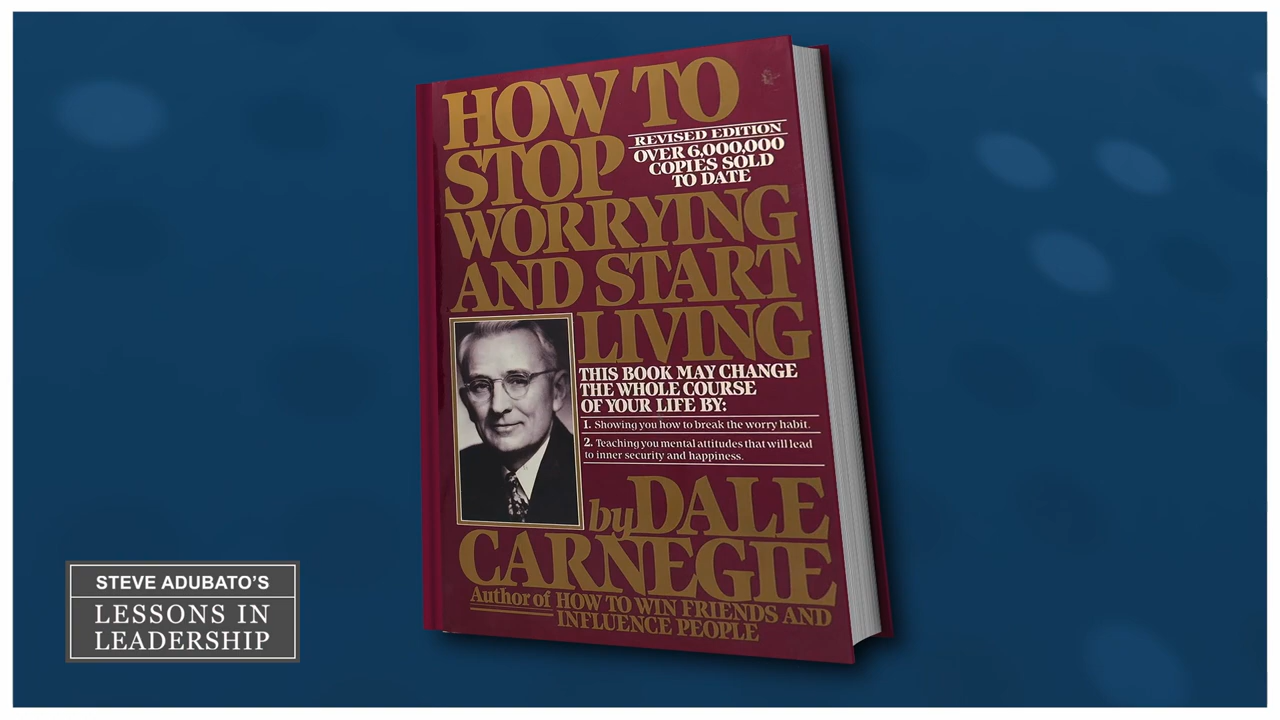 HOW TO
STOP
REVISED EDITION
OVER 6,000,000
COPIES SOLD
TO DATE
WORRYING
AND START
LIVING
THIS BOOK MAY CHANGE
THE WHOLE COURSE
OF YOUR LIFE BY:
1. Showing you how to break the worry habit.
2. Teaching you mental attitudes that will lead
to inner security and happiness.
by DALE
CARNEGIE
Author of HOW TO WIN FRIENDS AND
INFLUENCE PEOPLE
STEVE ADUBATO'S
LESSONS IN
LEADERSHIP